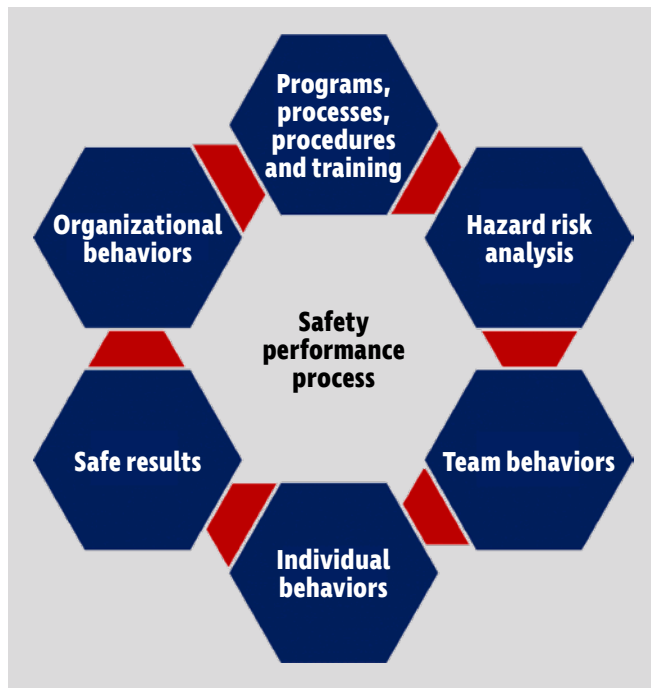 Programs,
processes,
procedures
and training
Hazard risk
analysis
Team behaviors
Individual
behaviors
Safe results
Organizational
behaviors
Safety
performance
process